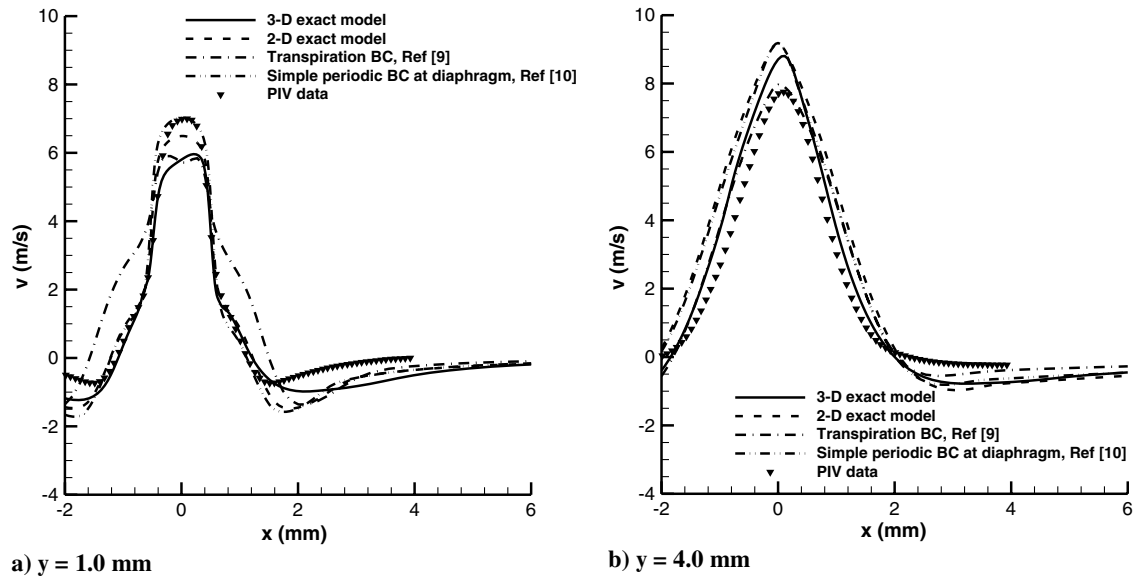 10
8
6
4
2
0
-2
-4
v (m/s)
-2
0
2
4
6
x (mm)
3-D exact model
2-D exact model
Transpiration BC, Ref [9]
Simple periodic BC at diaphragm, Ref [10]
PIV data
a) y = 1.0 mm
10
8
6
4
2
0
-2
-4
v (m/s)
-2
0
2
4
6
x (mm)
3-D exact model
2-D exact model
Transpiration BC, Ref [9]
Simple periodic BC at diaphragm, Ref [10]
PIV data
b) y = 4.0 mm